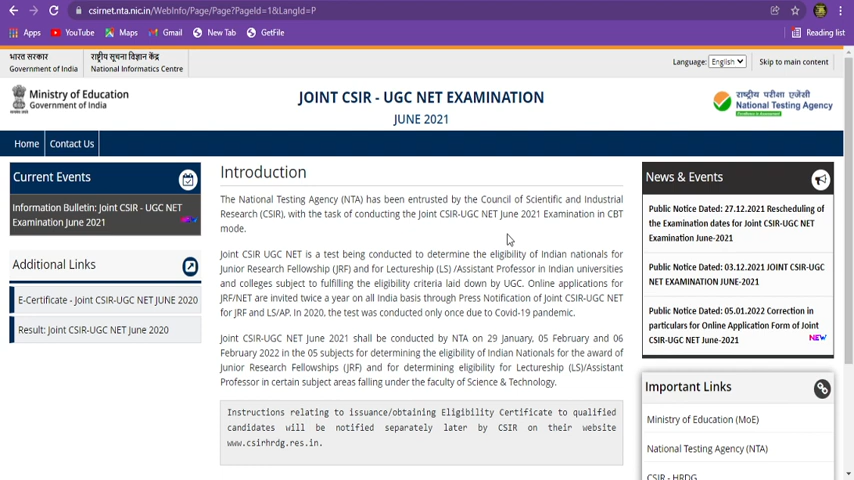 csirnet.nta.nic.in/WebInfo/Page/Page?PageId=1&LangId=P
Apps
YouTube
Maps
Gmail
New Tab
GetFile
Reading list
भारत सरकार
Government of India
राष्ट्रीय सूचना विज्ञान केंद्र
National Informatics Centre
Language: English
Skip to main content
Ministry of Education
Government of India
JOINT CSIR - UGC NET EXAMINATION
JUNE 2021
राष्ट्रीय परीक्षा एजेंसी
National Testing Agency
Home
Contact Us
Current Events
Information Bulletin: Joint CSIR - UGC NET
Examination June 2021
Additional Links
E-Certificate - Joint CSIR-UGC NET JUNE 2020
Result: Joint CSIR-UGC NET June 2020
Introduction
The National Testing Agency (NTA) has been entrusted by the Council of Scientific and Industrial
Research (CSIR), with the task of conducting the Joint CSIR-UGC NET June 2021 Examination in CBT
mode.
Joint CSIR UGC NET is a test being conducted to determine the eligibility of Indian nationals for
Junior Research Fellowship (JRF) and for Lectureship (LS) /Assistant Professor in Indian universities
and colleges subject to fulfilling the eligibility criteria laid down by UGC. Online applications for
JRF/NET are invited twice a year on all India basis through Press Notification of Joint CSIR-UGC NET
for JRF and LS/AP. In 2020, the test was conducted only once due to Covid-19 pandemic.
Joint CSIR-UGC NET June 2021 shall be conducted by NTA on 29 January, 05 February and 06
February 2022 in the 05 subjects for determining the eligibility of Indian Nationals for the award of
Junior Research Fellowships (JRF) and for determining eligibility for Lectureship (LS)/Assistant
Professor in certain subject areas falling under the faculty of Science & Technology.
Instructions relating to issuance/obtaining Eligibility Certificate to qualified
candidates will be notified separately later by CSIR on their website
www.csirhrdg.res.in.
News & Events
Public Notice Dated: 27.12.2021 Rescheduling of
the Examination dates for Joint CSIR-UGC NET
Examination June-2021
Public Notice Dated: 03.12.2021 JOINT CSIR-UGC
NET EXAMINATION JUNE-2021
Public Notice Dated: 05.01.2022 Correction in
particulars for Online Application Form of Joint
CSIR-UGC NET June-2021
NEW
Important Links
Ministry of Education (MoE)
National Testing Agency (NTA)
CSIR - HRDG